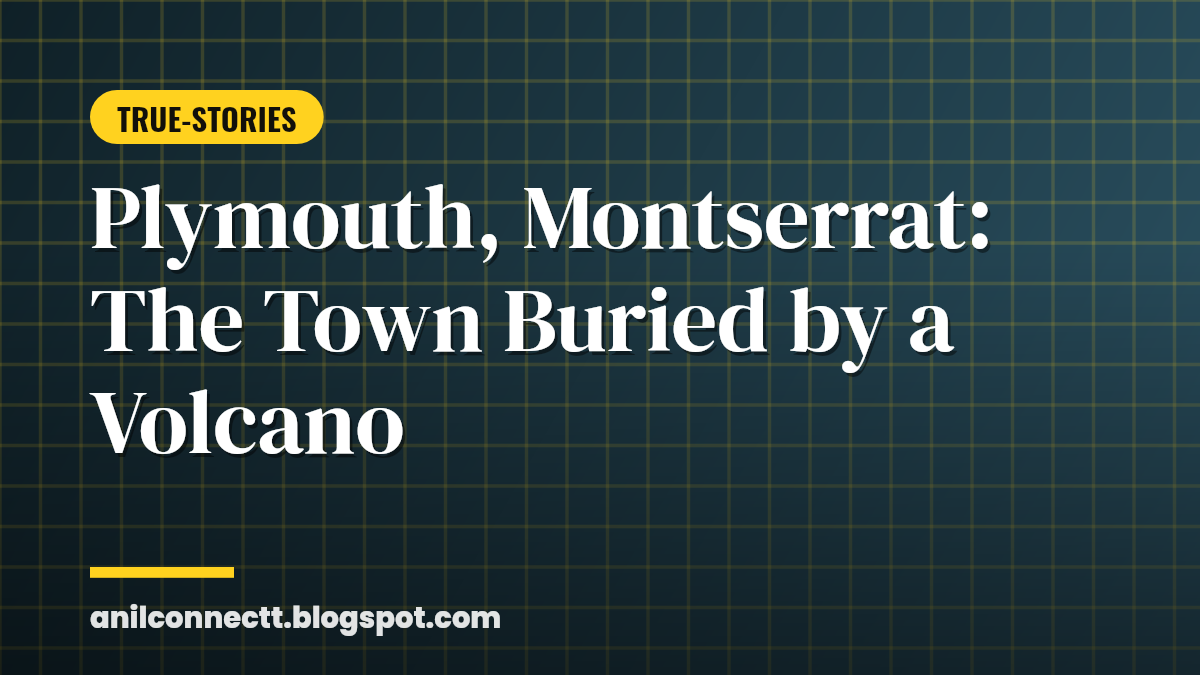 TRUE-STORIES
Plymouth, Montserrat:
The Town Buried by a
Volcano
anilconnectt.blogspot.com